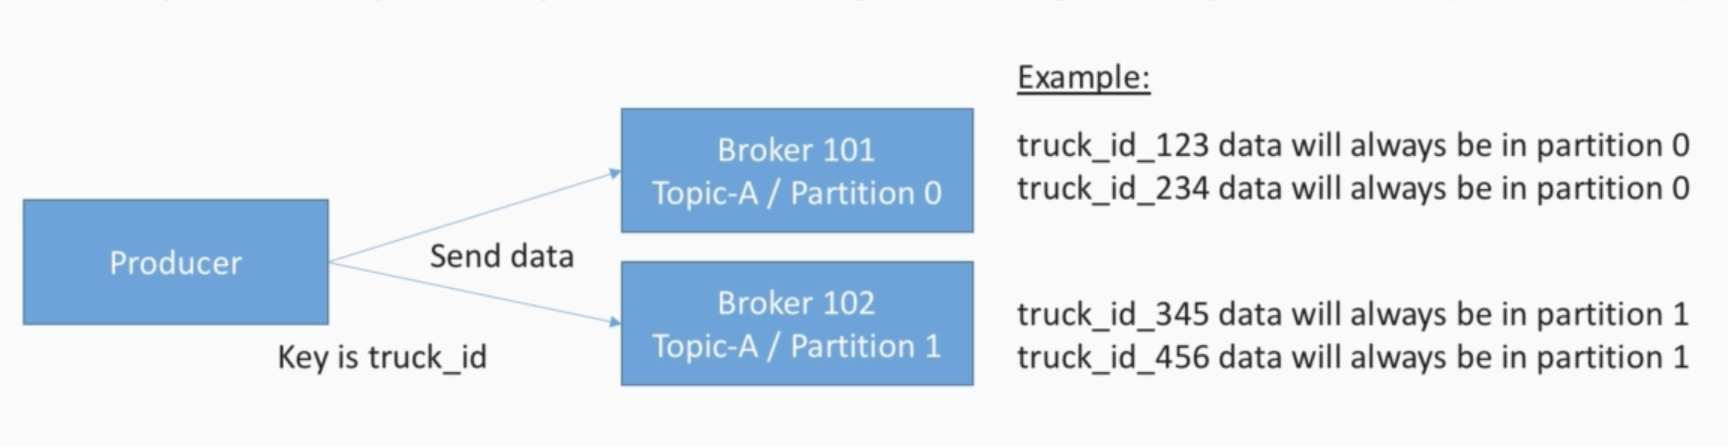 Example:
Broker 101
Topic-A / Partition 0
truck_id_123 data will always be in partition 0
truck_id_234 data will always be in partition 0
Producer
Send data
Key is truck_id
Broker 102
Topic-A / Partition 1
truck_id_345 data will always be in partition 1
truck_id_456 data will always be in partition 1